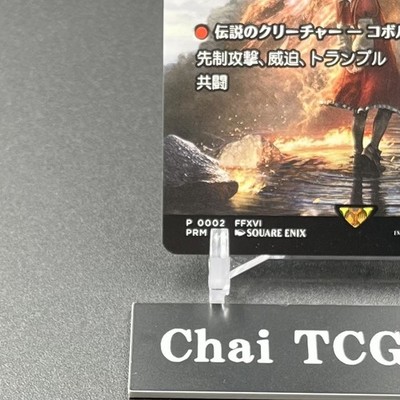 伝説のクリーチャー — コボル
先制攻撃、威迫、トランプル
共闘
P 0002 FFXVI
PRM
SQUARE ENIX
Chai TCG